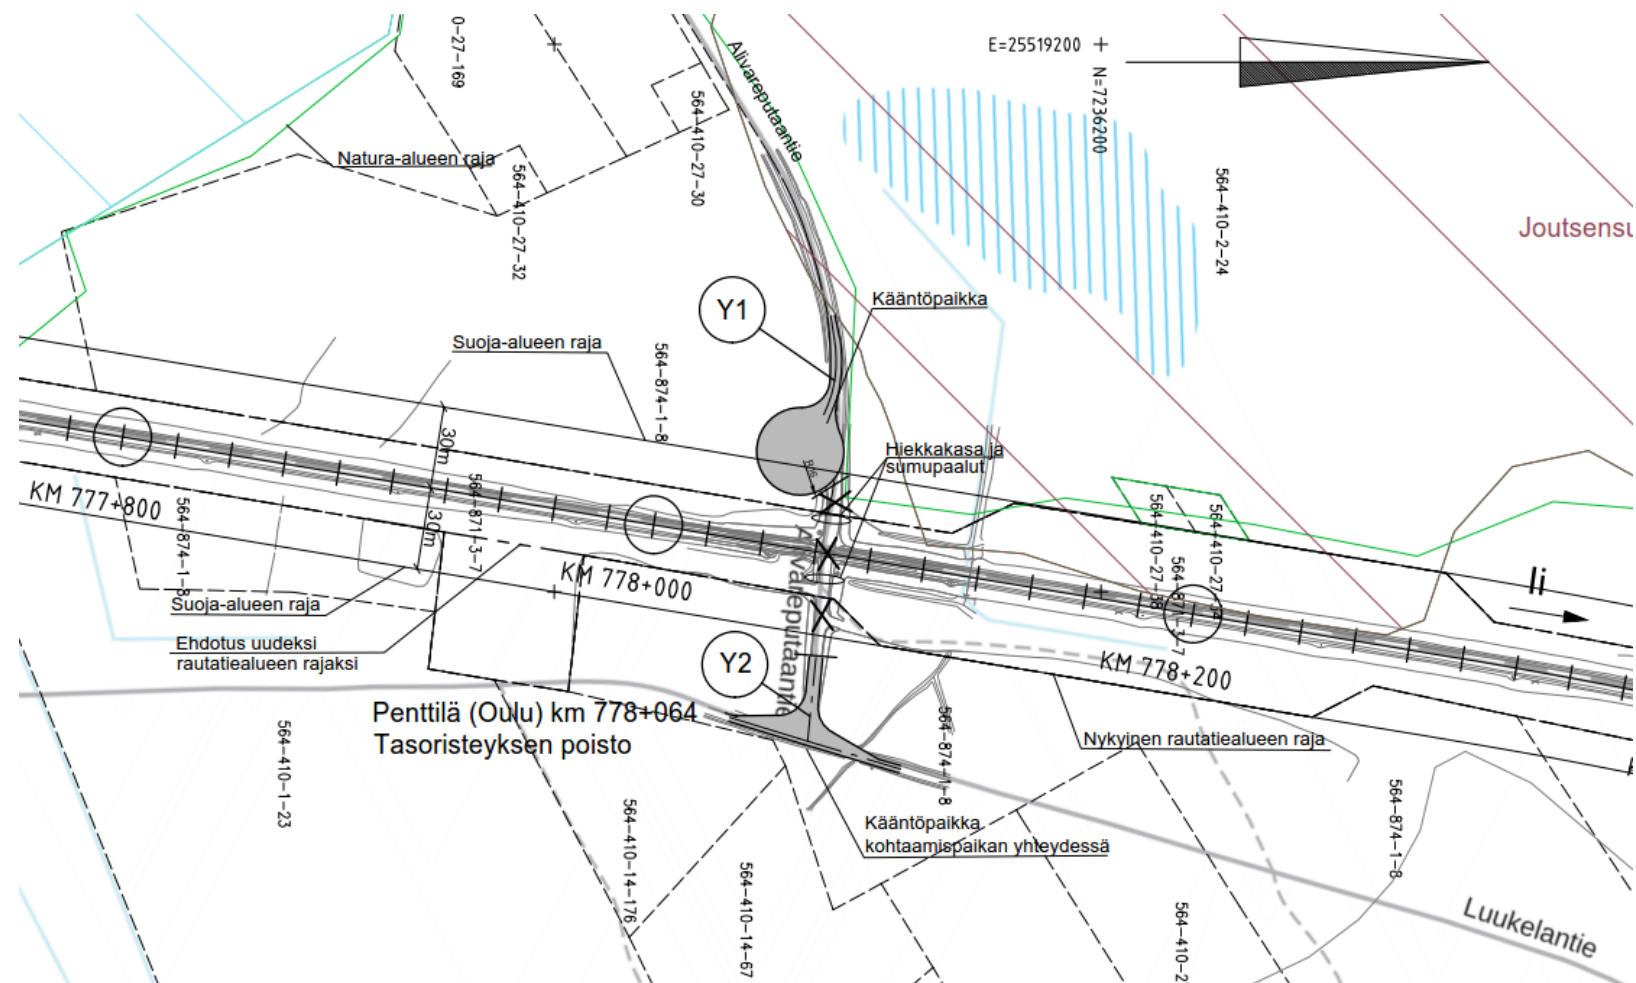 0-27-169
Alivareputaantie
E=25519200
N=7236200
564-410-27-30
Natura-alueen raja
564-410-27-32
564-410-2-24
Joutsensu
Y1
Kääntöpaikka
Suoja-alueen raja
564-874-1-8
30m
Hiekkakasa ja
sumupaalut
564-871-3-7
KM 777+800
564-874-1-8
30m
564-410-27-34
564-410-27-38
564-871-3-7
Ii
KM 778+000
Suoja-alueen raja
Alivareputaantie
Ehdotus uudeksi
rautatiealueen rajaksi
Y2
KM 778+200
Penttilä (Oulu) km 778+064
Tasoristeyksen poisto
564-874-1-8
Nykyinen rautatiealueen raja
564-410-1-23
564-410-14-176
Kääntöpaikka
kohtaamispaikan yhteydessä
564-874-1-8
564-410-14-67
564-410-2
Luukelantie